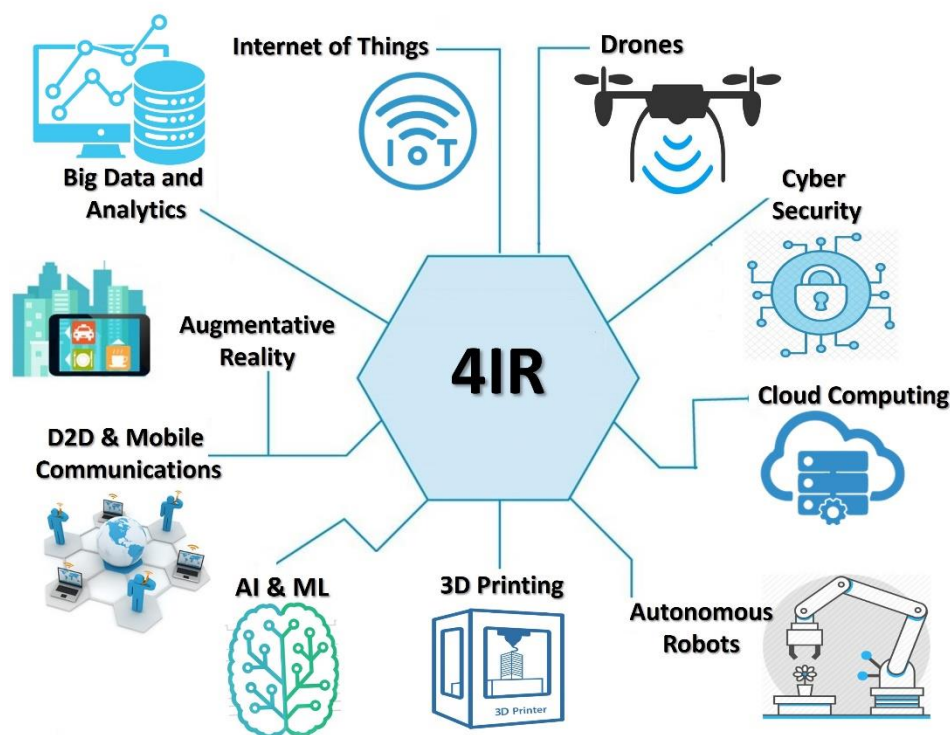 Internet of Things
Drones
IoT
Big Data and
Analytics
Cyber
Security
Augmentative
Reality
4IR
Cloud Computing
D2D & Mobile
Communications
AI & ML
3D Printing
Autonomous
Robots
3D Printer